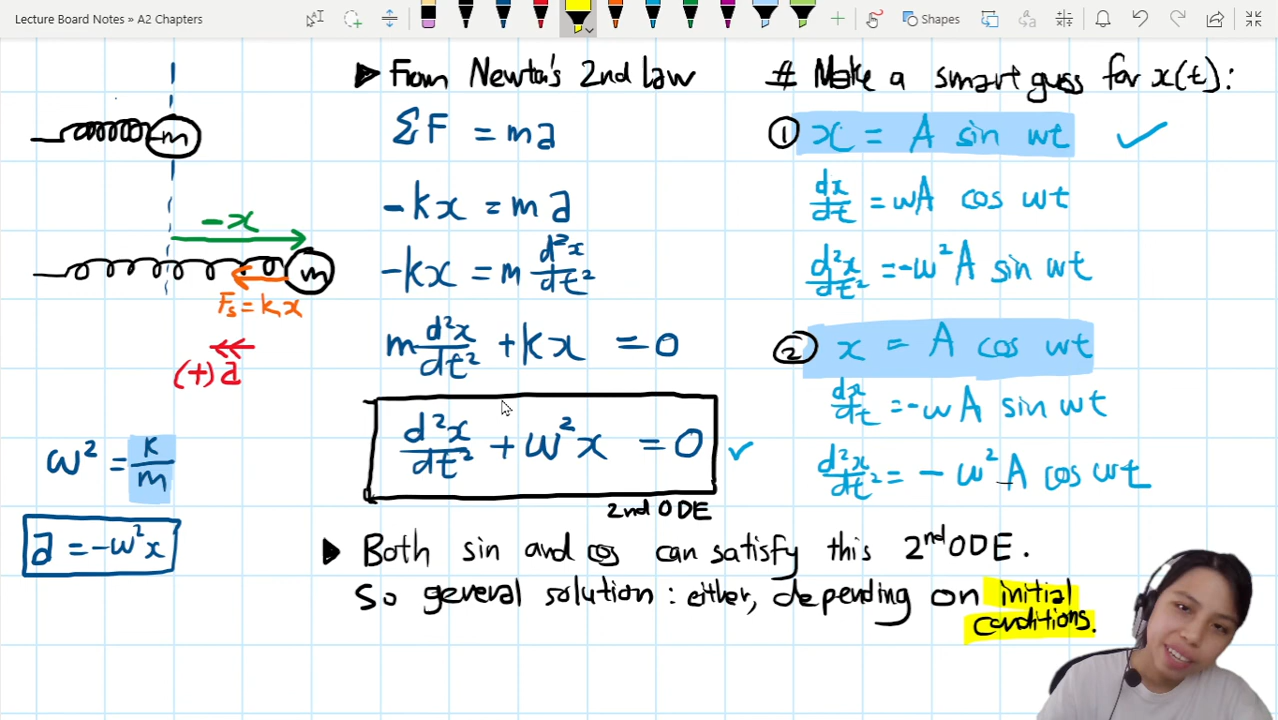 Lecture Board Notes » A2 Chapters
Shapes
m
-x
m
Fs = k x
(+) a
ω² = k/m
a = -ω²x
▶ From Newton's 2nd law
ΣF = ma
-kx = ma
-kx = m d²x/dt²
m d²x/dt² + kx = 0
d²x/dt² + ω²x = 0 ✓
2nd ODE
# Make a smart guess for x(t):
① x = A sin ωt ✓
dx/dt = ωA cos ωt
d²x/dt² = -ω²A sin ωt
② x = A cos ωt
dx/dt = -ωA sin ωt
d²x/dt² = -ω²A cos ωt
▶ Both sin and cos can satisfy this 2nd ODE.
So general solution : either, depending on initial
conditions.